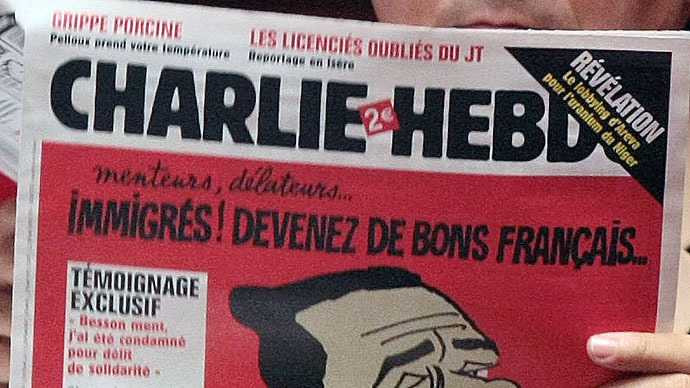 GRIPPE PORCINE
Pelloux prend votre température
LES LICENCIÉS OUBLIÉS DU JT
Reportage en Isère
RÉVÉLATION
Le lobbying d'Areva
pour l'uranium du Niger
CHARLIE HEBD
2€
menteurs, délateurs...
IMMIGRÉS! DEVENEZ DE BONS FRANÇAIS...
TÉMOIGNAGE
EXCLUSIF
« Besson ment,
j'ai été condamné
pour délit
de solidarité »